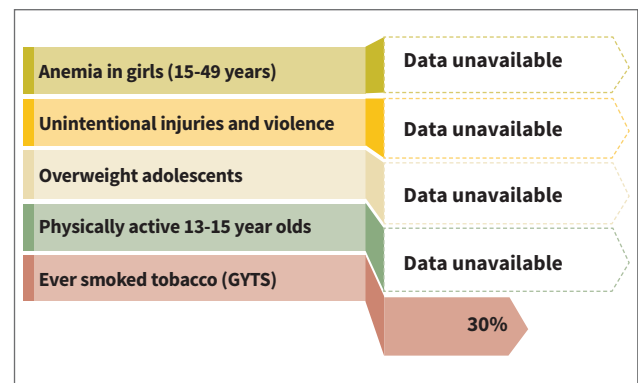 Anemia in girls (15-49 years)
Data unavailable
Unintentional injuries and violence
Data unavailable
Overweight adolescents
Data unavailable
Physically active 13-15 year olds
Data unavailable
Ever smoked tobacco (GYTS)
30%